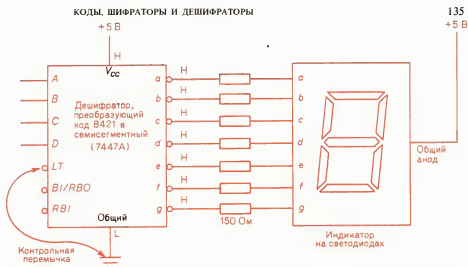 КОДЫ, ШИФРАТОРЫ И ДЕШИФРАТОРЫ
135
+5 В
+5 В
H
Vcc
Дешифратор,
преобразующий
код 8421 в
семисегментный
(7447A)
A
B
C
D
LT
BI/RBO
RBI
Общий
L
Контрольная
перемычка
a H a
b H b
c H c
d H d
e H e
f H f
g H g
150 Ом
Индикатор
на светодиодах
Общий
анод